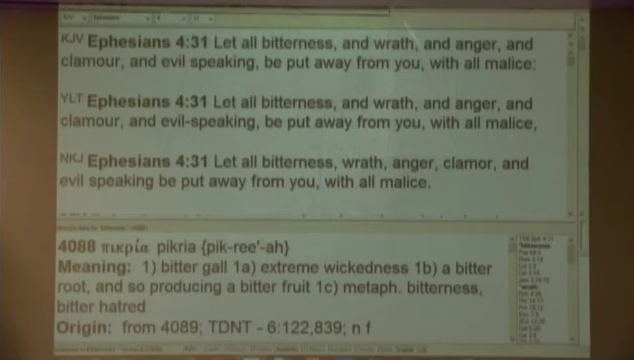 KJV Ephesians 4:31 Let all bitterness, and wrath, and anger, and
clamour, and evil speaking, be put away from you, with all malice:
YLT Ephesians 4:31 Let all bitterness, and wrath, and anger, and
clamour, and evil-speaking, be put away from you, with all malice,
NKJ Ephesians 4:31 Let all bitterness, wrath, anger, clamor, and
evil speaking be put away from you, with all malice.
4088 πικρία pikria {pik-ree'-ah}
Meaning: 1) bitter gall 1a) extreme wickedness 1b) a bitter
root, and so producing a bitter fruit 1c) metaph. bitterness,
bitter hatred
Origin: from 4089; TDNT - 6:122,839; n f